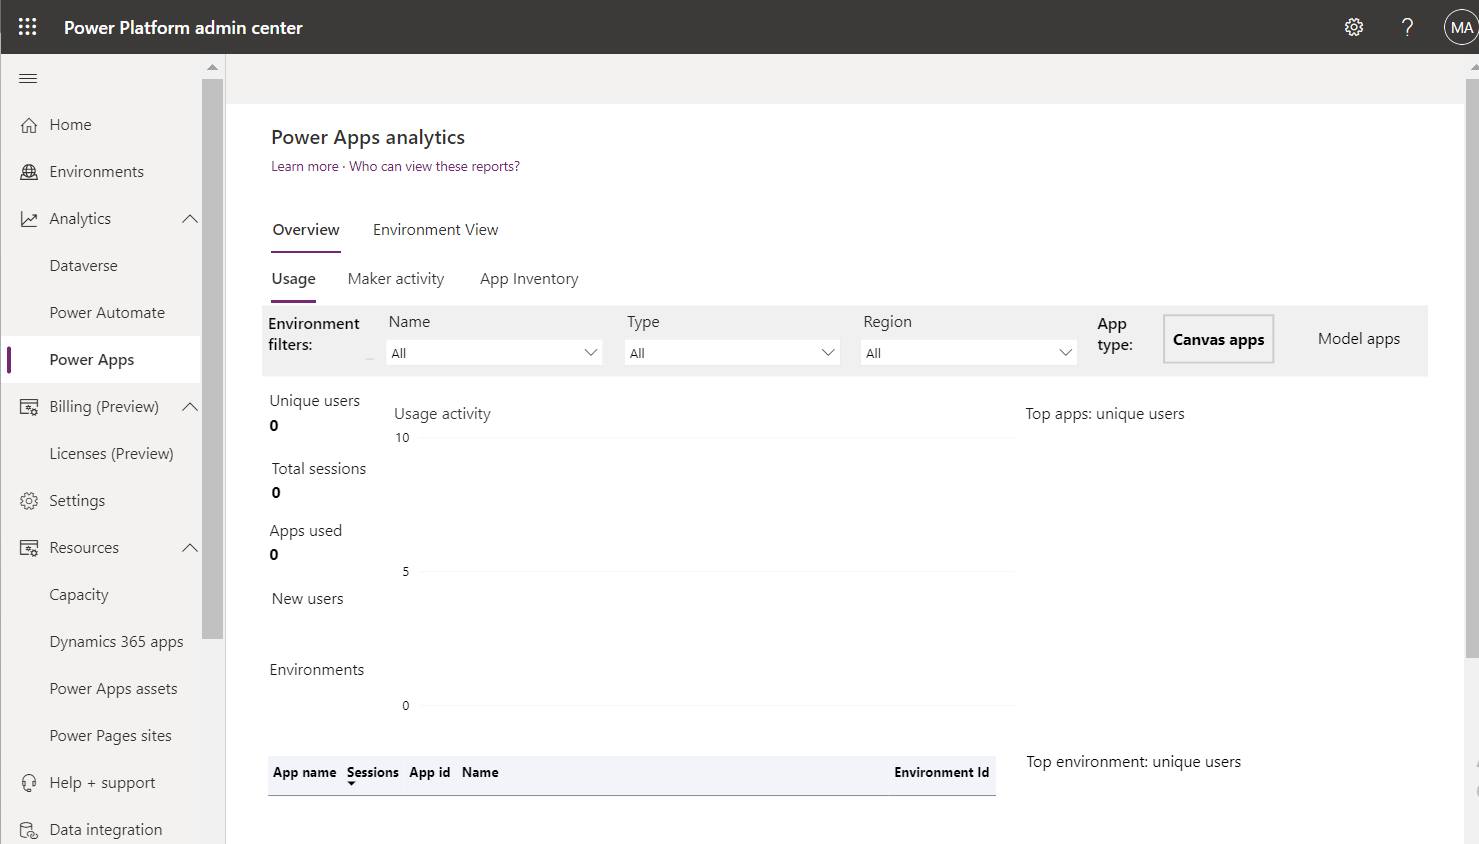 Power Platform admin center
?
MA
Home
Environments
Analytics
Dataverse
Power Automate
Power Apps
Billing (Preview)
Licenses (Preview)
Settings
Resources
Capacity
Dynamics 365 apps
Power Apps assets
Power Pages sites
Help + support
Data integration
Power Apps analytics
Learn more · Who can view these reports?
Overview Environment View
Usage Maker activity App Inventory
Environment
filters:
Name
All
Type
All
Region
All
App
type:
Canvas apps
Model apps
Unique users
0
Total sessions
0
Apps used
0
New users
Environments
Usage activity
10
5
0
Top apps: unique users
App name Sessions App id Name Environment Id
Top environment: unique users